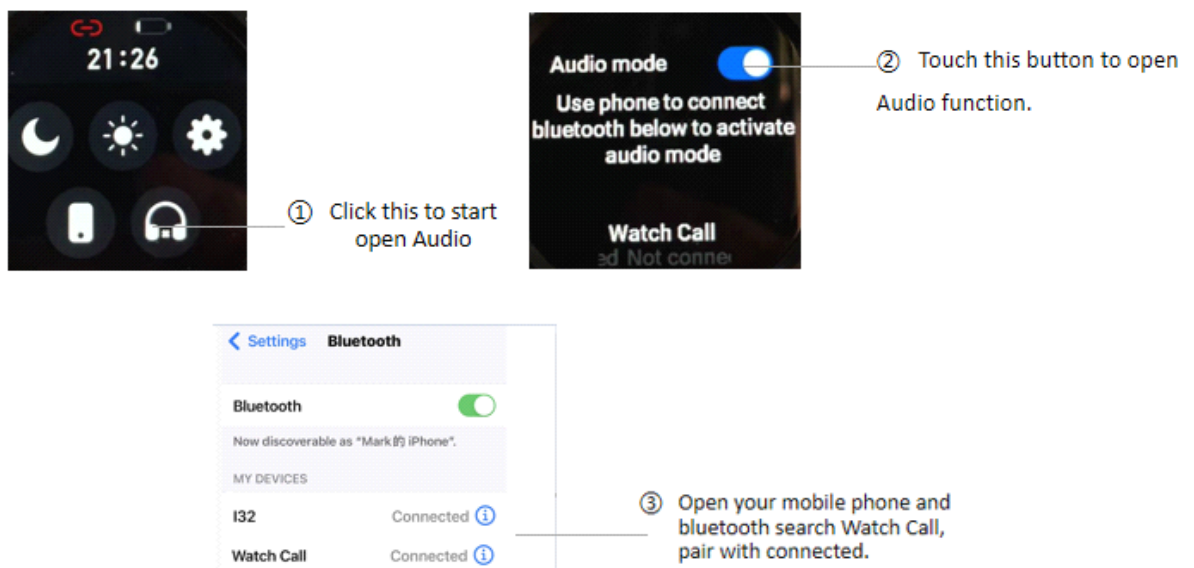 21:26
① Click this to start
open Audio
Audio mode
Use phone to connect
bluetooth below to activate
audio mode
Watch Call
ed Not conne
② Touch this button to open
Audio function.
Settings Bluetooth
Bluetooth
Now discoverable as "Mark的 iPhone".
MY DEVICES
I32 Connected
Watch Call Connected
③ Open your mobile phone and
bluetooth search Watch Call,
pair with connected.